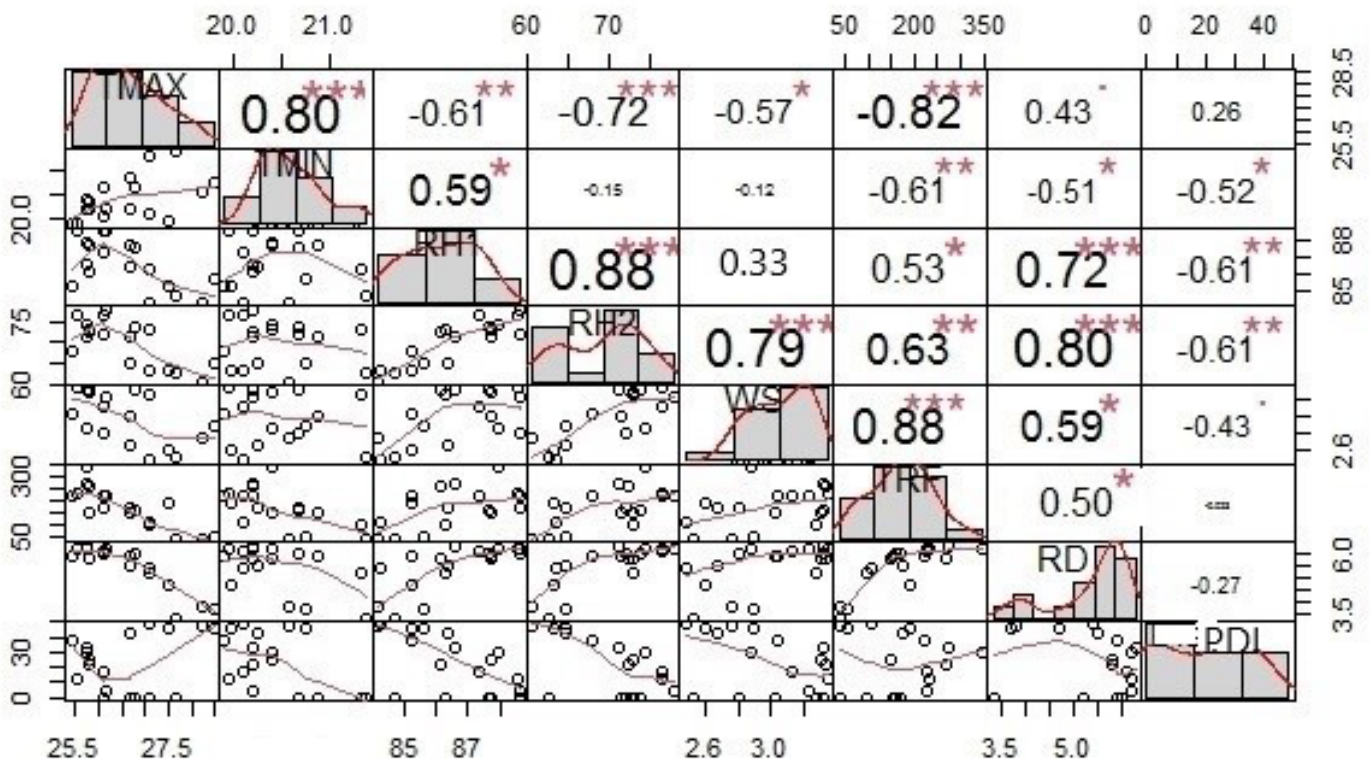 20.0 21.0 60 70 50 200 350 0 20 40
TMAX 0.80 *** -0.61 ** -0.72 *** -0.57 * -0.82 *** 0.43 . 0.26 25.5 28.5
20.0 TMIN 0.59 * -0.15 -0.12 -0.61 ** -0.51 * -0.52 *
RH1 0.88 *** 0.33 0.53 * 0.72 *** -0.61 ** 85 88
60 75 RH2 0.79 *** 0.63 ** 0.80 *** -0.61 **
WS 0.88 *** 0.59 * -0.43 . 2.6
50 300 TRF 0.50 *
RD -0.27 3.5 6.0
0 30 PDI
25.5 27.5 85 87 2.6 3.0 3.5 5.0